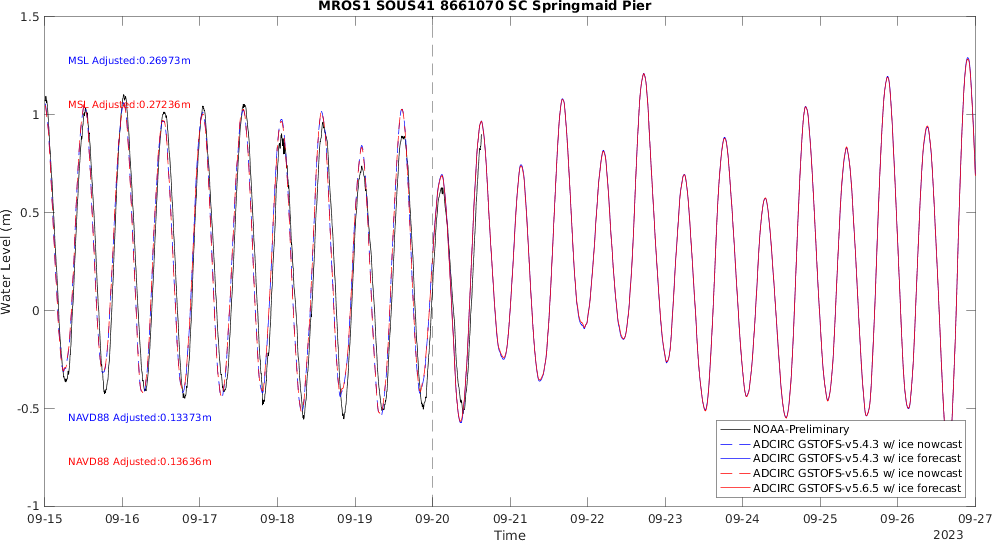 MROS1 SOUS41 8661070 SC Springmaid Pier
1.5
1
0.5
0
-0.5
-1
Water Level (m)
MSL Adjusted:0.26973m
MSL Adjusted:0.27236m
NAVD88 Adjusted:0.13373m
NAVD88 Adjusted:0.13636m
NOAA-Preliminary
ADCIRC GSTOFS-v5.4.3 w/ ice nowcast
ADCIRC GSTOFS-v5.4.3 w/ ice forecast
ADCIRC GSTOFS-v5.6.5 w/ ice nowcast
ADCIRC GSTOFS-v5.6.5 w/ ice forecast
09-15 09-16 09-17 09-18 09-19 09-20 09-21 09-22 09-23 09-24 09-25 09-26 09-27
Time
2023